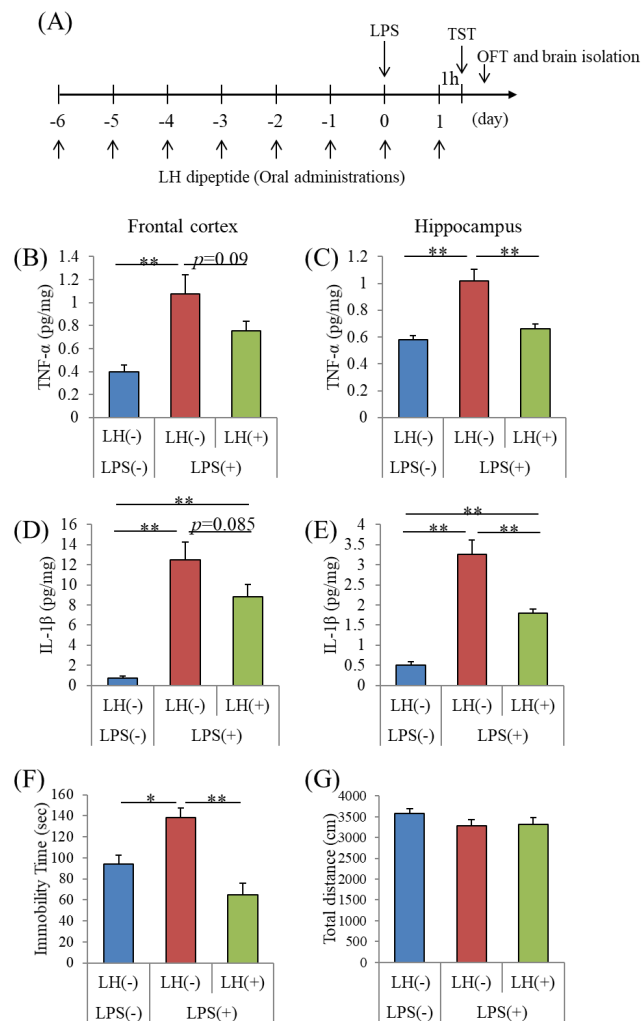 (A)
LPS
TST
OFT and brain isolation
1h
-6 -5 -4 -3 -2 -1 0 1 (day)
LH dipeptide (Oral administrations)
Frontal cortex
Hippocampus
(B)
TNF-α (pg/mg)
1.4
1.2
1
0.8
0.6
0.4
0.2
0
**
p=0.09
LH(-) LH(-) LH(+)
LPS(-) LPS(+)
(C)
TNF-α (pg/mg)
1.2
1
0.8
0.6
0.4
0.2
0
** **
LH(-) LH(-) LH(+)
LPS(-) LPS(+)
(D)
IL-1β (pg/mg)
16
14
12
10
8
6
4
2
0
**
** p=0.085
LH(-) LH(-) LH(+)
LPS(-) LPS(+)
(E)
IL-1β (pg/mg)
4
3.5
3
2.5
2
1.5
1
0.5
0
**
** **
LH(-) LH(-) LH(+)
LPS(-) LPS(+)
(F)
Immobility Time (sec)
160
140
120
100
80
60
40
20
0
* **
LH(-) LH(-) LH(+)
LPS(-) LPS(+)
(G)
Total distance (cm)
4000
3500
3000
2500
2000
1500
1000
500
0
LH(-) LH(-) LH(+)
LPS(-) LPS(+)